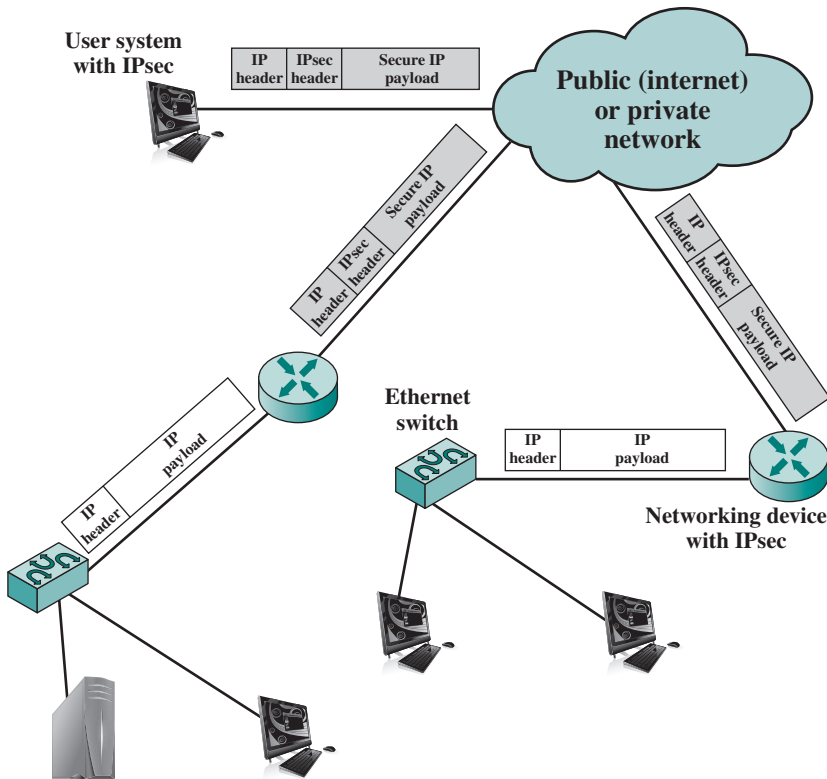 User system
with IPsec
IP
header
IPsec
header
Secure IP
payload
Public (internet)
or private
network
IP
header
IPsec
header
Secure IP
payload
IP
header
IPsec
header
Secure IP
payload
IP
header
IP
payload
Ethernet
switch
IP
header
IP
payload
Networking device
with IPsec